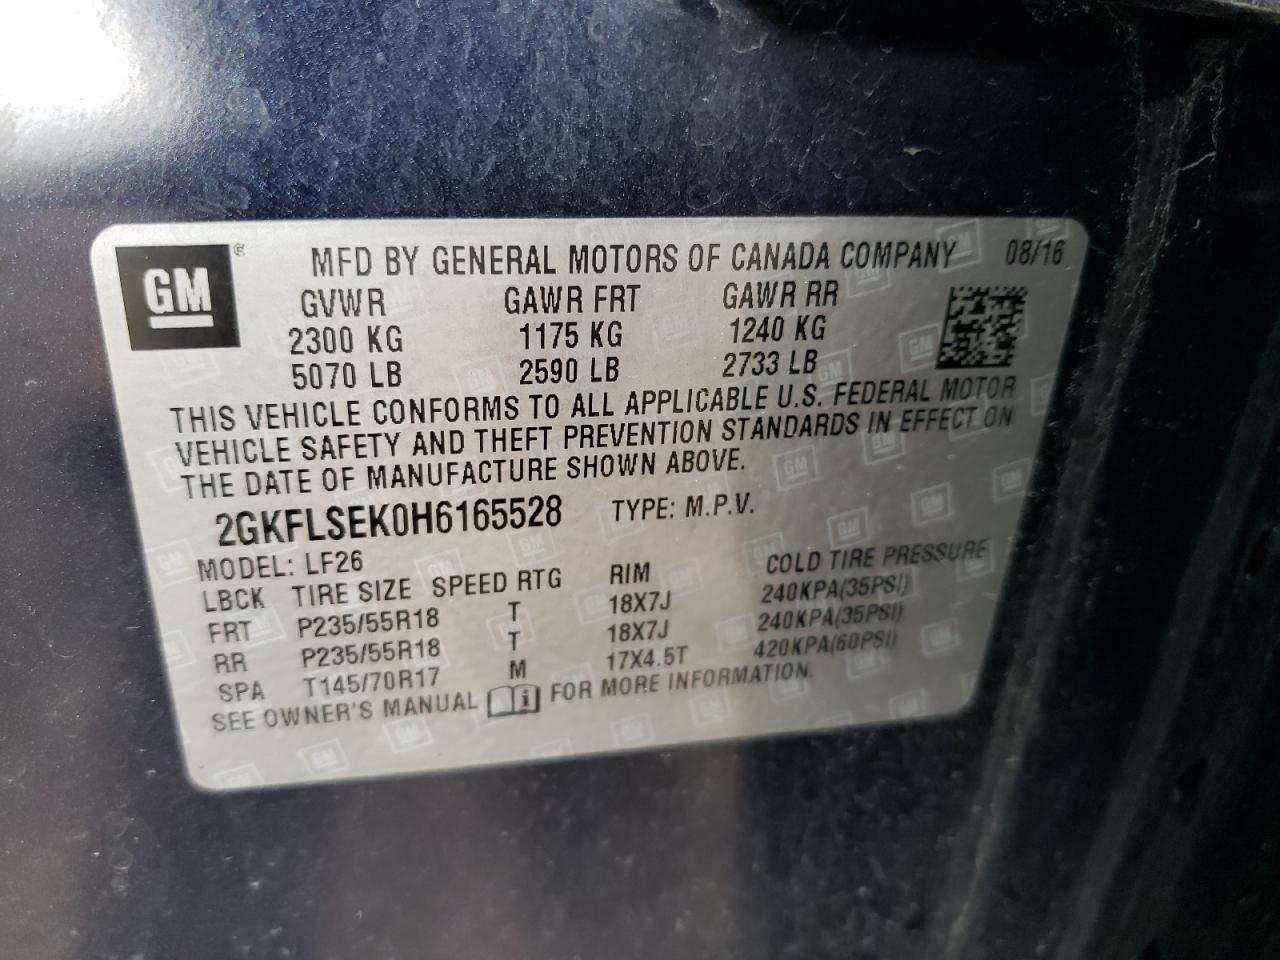 GM ® MFD BY GENERAL MOTORS OF CANADA COMPANY 08/16
GVWR GAWR FRT GAWR RR
2300 KG 1175 KG 1240 KG
5070 LB 2590 LB 2733 LB
THIS VEHICLE CONFORMS TO ALL APPLICABLE U.S. FEDERAL MOTOR
VEHICLE SAFETY AND THEFT PREVENTION STANDARDS IN EFFECT ON
THE DATE OF MANUFACTURE SHOWN ABOVE.
2GKFLSEK0H6165528 TYPE: M.P.V.
MODEL: LF26
LBCK TIRE SIZE SPEED RTG RIM COLD TIRE PRESSURE
FRT P235/55R18 T 18X7J 240KPA(35PSI)
RR P235/55R18 T 18X7J 240KPA(35PSI)
SPA T145/70R17 M 17X4.5T 420KPA(60PSI)
SEE OWNER'S MANUAL i FOR MORE INFORMATION.